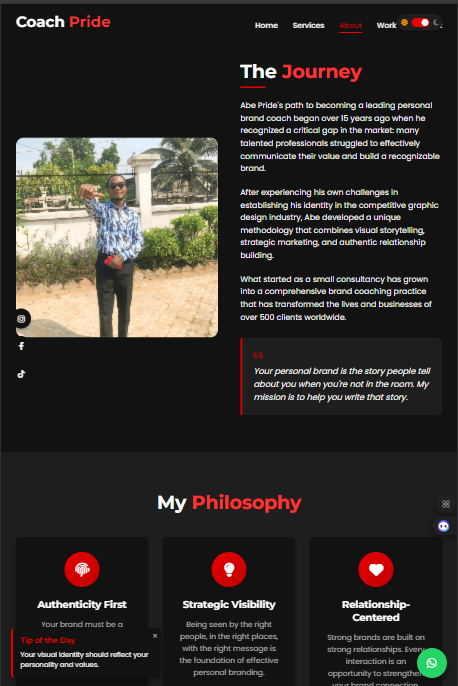 Coach Pride
Home Services About Work
The Journey
Abe Pride's path to becoming a leading personal
brand coach began over 15 years ago when he
recognized a critical gap in the market: many
talented professionals struggled to effectively
communicate their value and build a recognizable
brand.
After experiencing his own challenges in
establishing his identity in the competitive graphic
design industry, Abe developed a unique
methodology that combines visual storytelling,
strategic marketing, and authentic relationship
building.
What started as a small consultancy has grown
into a comprehensive brand coaching practice
that has transformed the lives and businesses of
over 500 clients worldwide.
Your personal brand is the story people tell
about you when you're not in the room. My
mission is to help you write that story.
My Philosophy
Authenticity First
Your brand must be a
Strategic Visibility
Being seen by the right
people, in the right places,
with the right message is
the foundation of effective
personal branding.
Relationship-
Centered
Strong brands are built on
strong relationships. Every
interaction is an
opportunity to strengthen
your brand connection
Tip of the Day
Your visual identity should reflect your
personality and values.